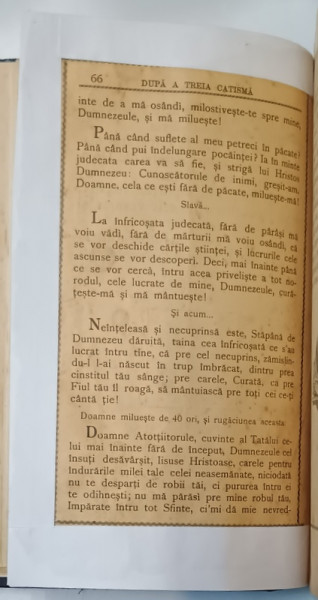 66 DUPĂ A TREIA CATISMĂ
inte de a mă osândi, milostivește-te spre mine,
Dumnezeule, și mă miluește!
Până când suflete al meu petreci în păcate?
Până când pui îndelungare pocăinței? Ia în minte
judecata carea va să fie, și strigă lui Hristos
Dumnezeu: Cunoscătorule de inimi, greșit-am,
Doamne, cela ce ești fără de păcate, miluește-mă!
Slavă...
La înfricoșata judecată, fără de pârâși mă
voiu vădi, fără de mărturii mă voiu osândi, că
se vor deschide cărțile științei, și lucrurile cele
ascunse se vor descoperi. Deci, mai înainte până
ce se vor cercà, întru acea priveliște a tot no-
rodul, cele lucrate de mine, Dumnezeule, cură-
țește-mă și mă mântuește!
Și acum...
Neînțeleasă și necuprinsă este, Stăpână de
Dumnezeu dăruită, taina cea înfricoșată ce s'au
lucrat întru tine, că pre cel necuprins, zămislin-
du-l l-ai născut în trup îmbrăcat, dintru prea
cinstitul tău sânge; pre carele, Curată, ca pre
Fiul tău Îl roagă, să mântuiască pre toți cei ce-ți
cântă ție!
Doamne miluește de 40 ori, și rugăciunea aceasta
Doamne Atotțiitorule, cuvinte al Tatălui ce-
lui mai înainte fără de început, Dumnezeule cel
însuți desăvârșit, Iisuse Hristoase, carele pentru
îndurările milei tale celei neasemănate, niciodată
nu te desparți de robii tăi, ci pururea întru ei
te odihnești; nu mă părăsì pre mine robul tău,
Împărate întru tot Sfinte, ci'mi dă mie nevred-